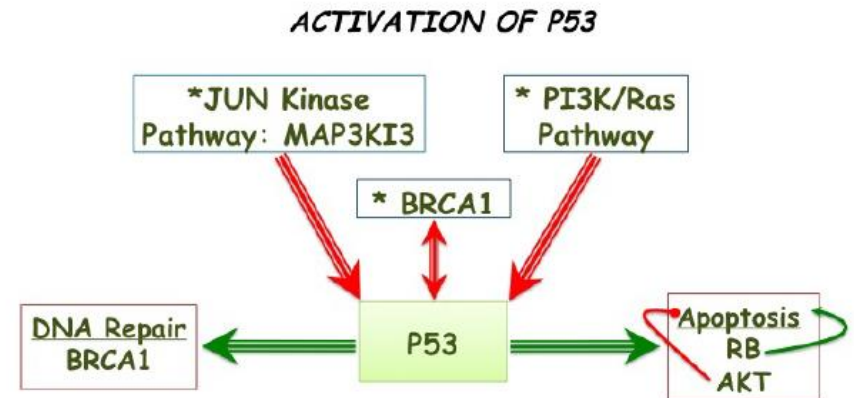 ACTIVATION OF P53
*JUN Kinase
Pathway: MAP3KI3
* PI3K/Ras
Pathway
* BRCA1
DNA Repair
BRCA1
P53
Apoptosis
RB
AKT